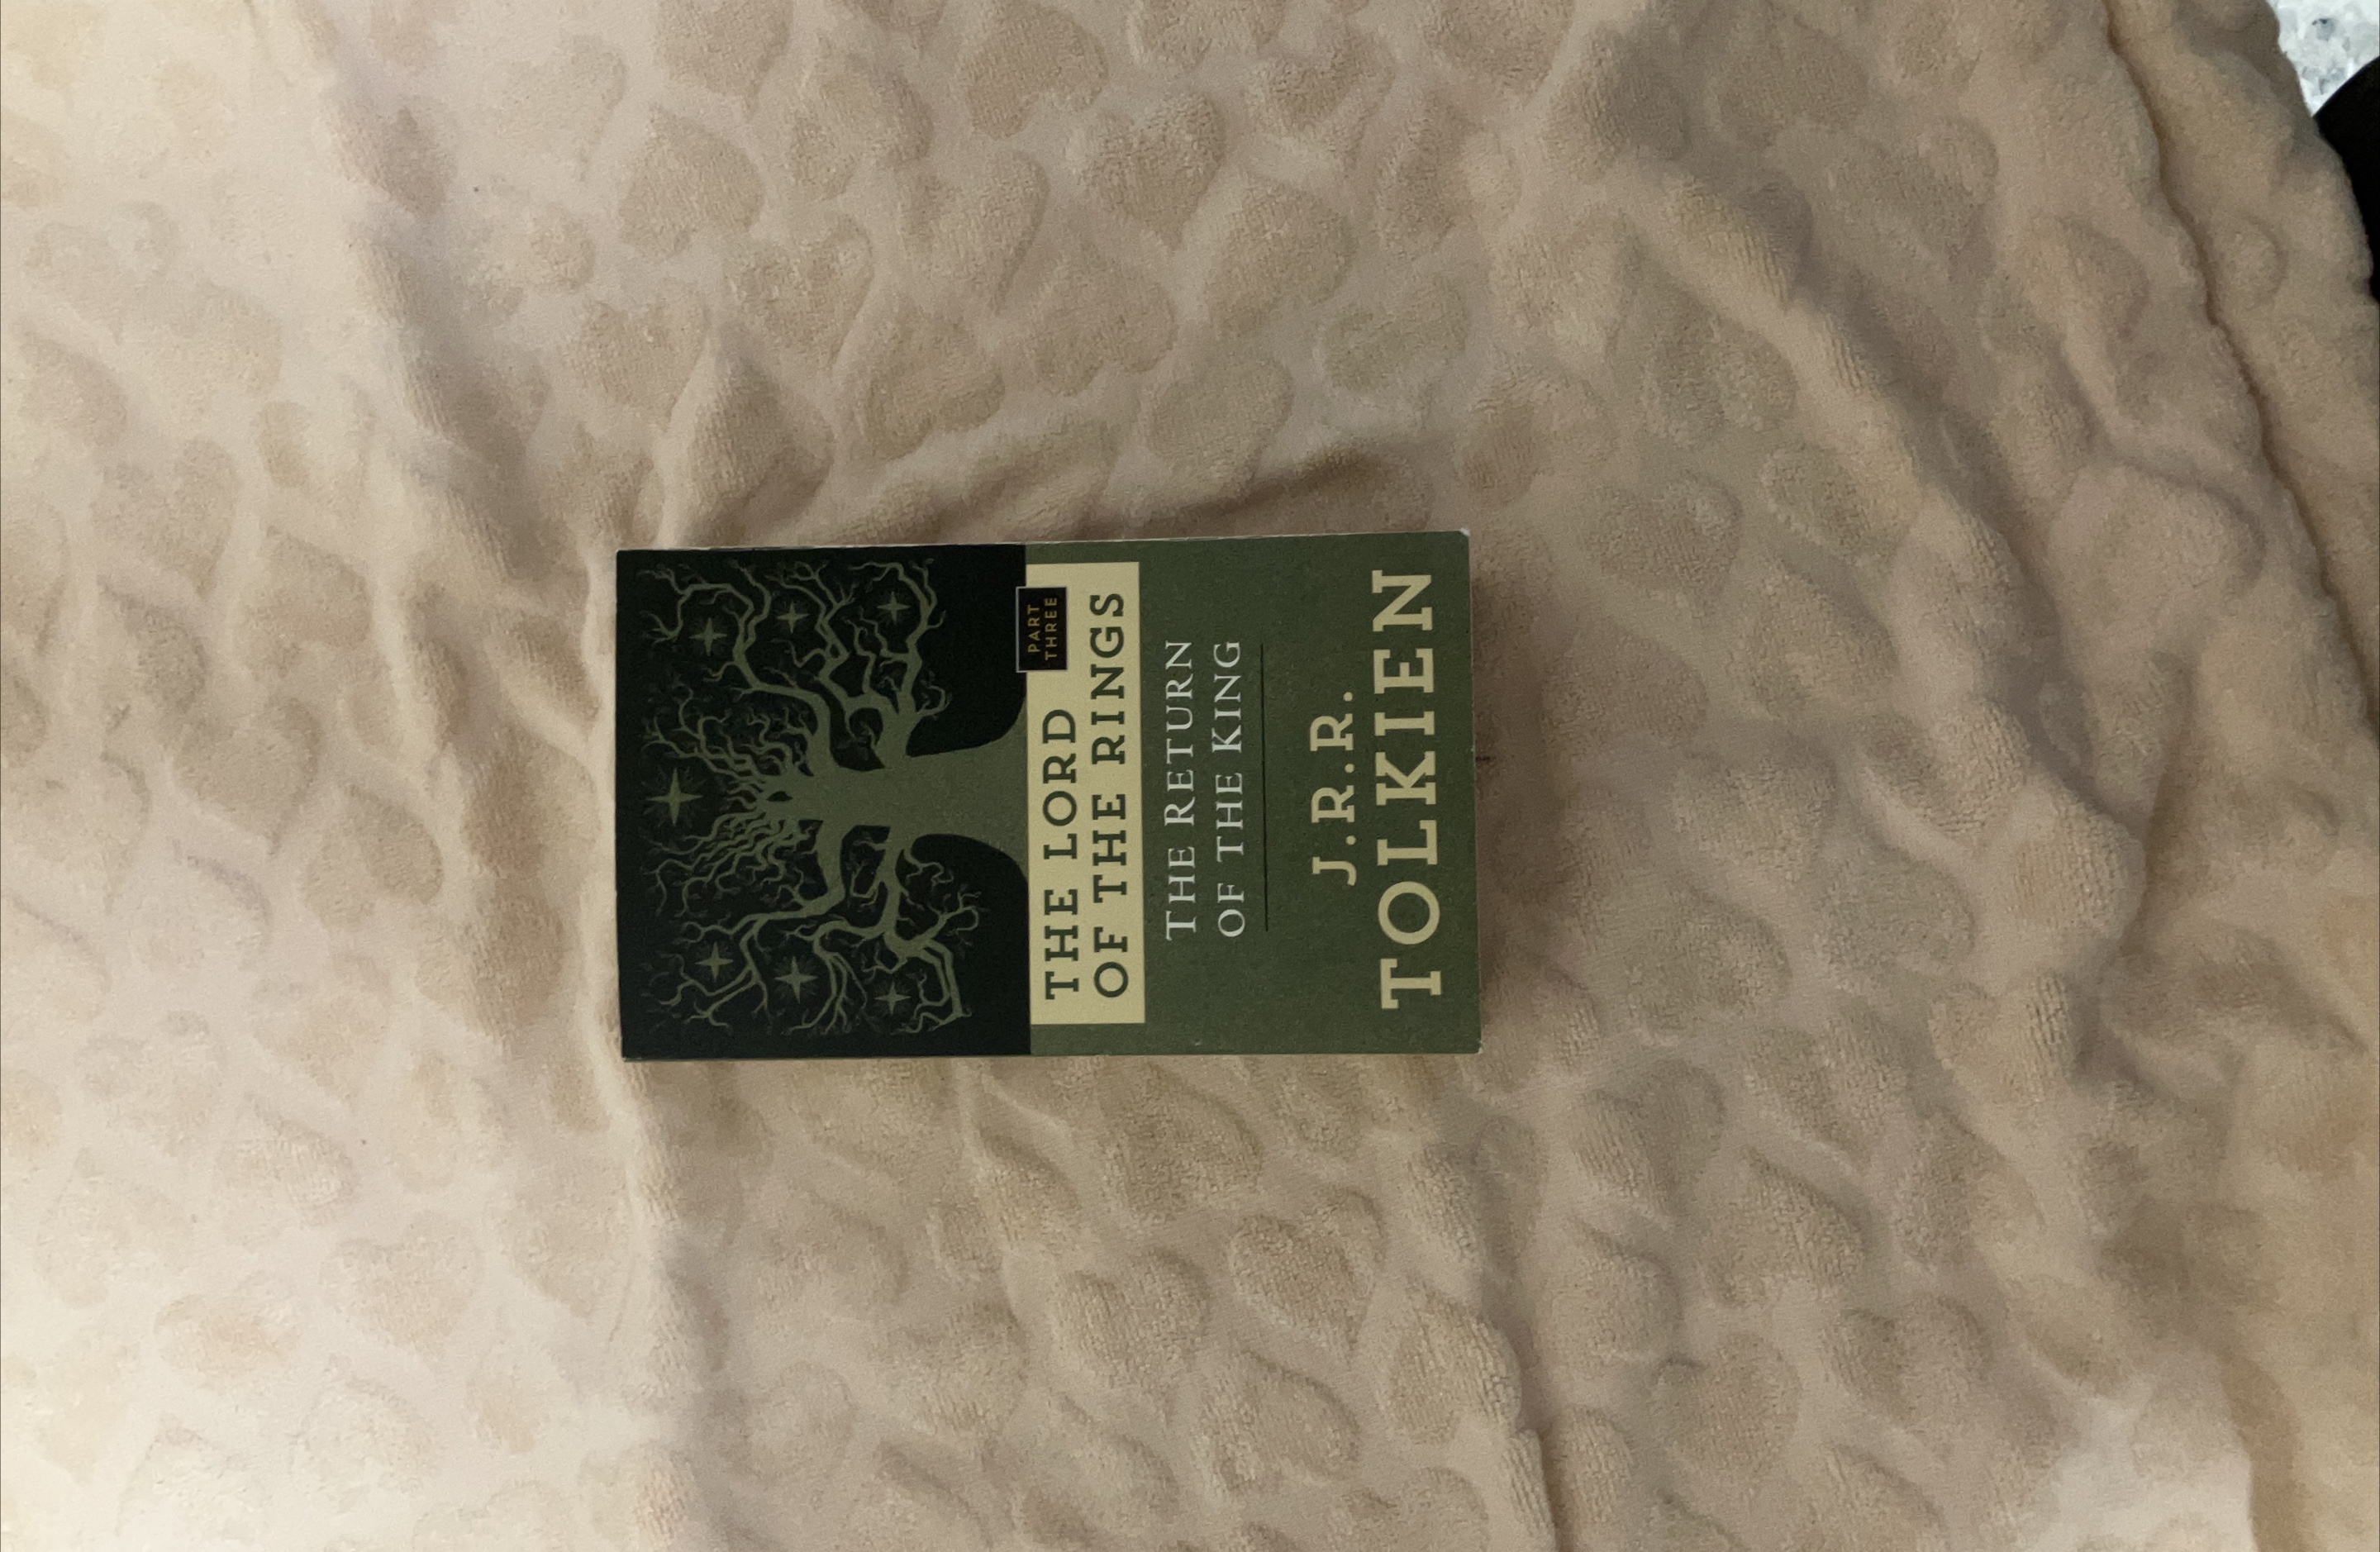 PART
THREE
THE LORD
OF THE RINGS
THE RETURN
OF THE KING
J.R.R.
TOLKIEN